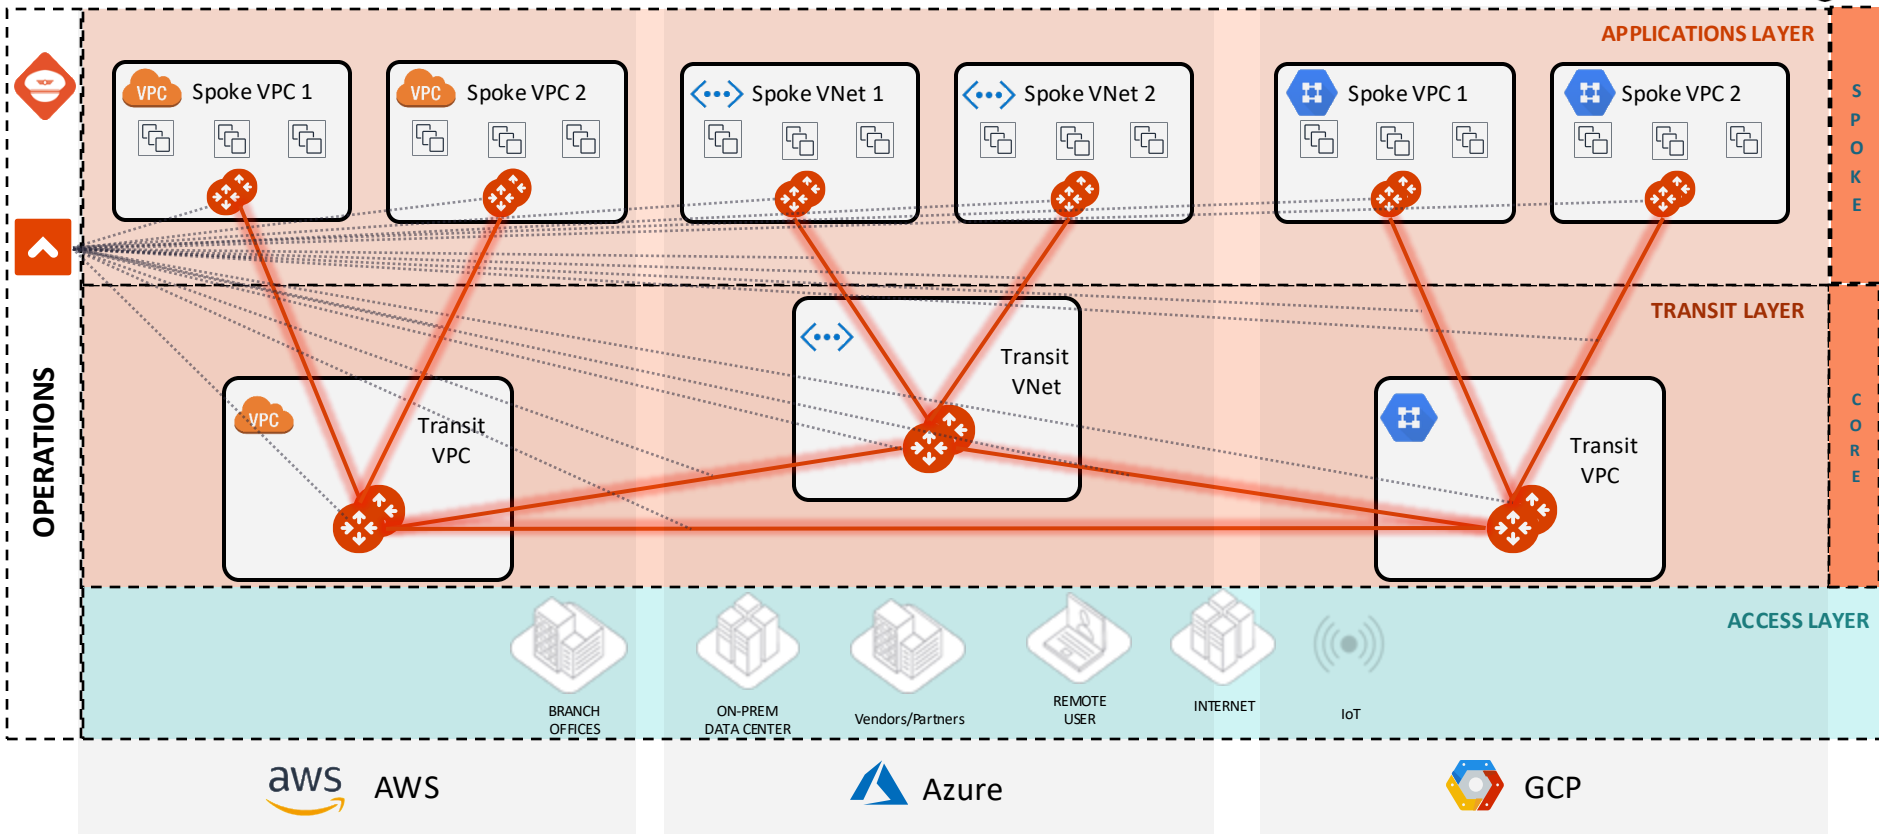 APPLICATIONS LAYER
VPC
Spoke VPC 1
VPC
Spoke VPC 2
Spoke VNet 1
Spoke VNet 2
Spoke VPC 1
Spoke VPC 2
SPOKE
TRANSIT LAYER
OPERATIONS
VPC
Transit
VPC
Transit
VNet
Transit
VPC
CORE
ACCESS LAYER
BRANCH
OFFICES
ON-PREM
DATA CENTER
Vendors/Partners
REMOTE
USER
INTERNET
IoT
aws
AWS
Azure
GCP